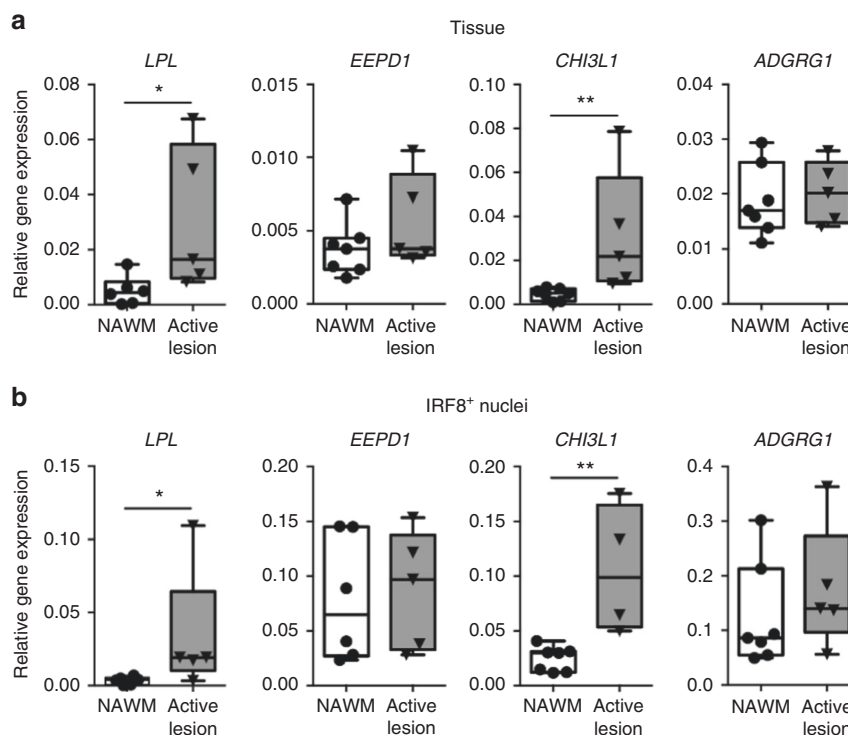 a
Tissue
LPL
EEPD1
CHI3L1
ADGRG1
Relative gene expression
0.08
0.06
0.04
0.02
0.00
*
NAWM
Active
lesion
0.015
0.010
0.005
0.000
NAWM
Active
lesion
0.10
0.08
0.06
0.04
0.02
0.00
**
NAWM
Active
lesion
0.04
0.03
0.02
0.01
0.00
NAWM
Active
lesion
b
IRF8+ nuclei
LPL
EEPD1
CHI3L1
ADGRG1
Relative gene expression
0.15
0.10
0.05
0.00
*
NAWM
Active
lesion
0.20
0.15
0.10
0.05
0.00
NAWM
Active
lesion
0.20
0.15
0.10
0.05
0.00
**
NAWM
Active
lesion
0.4
0.3
0.2
0.1
0.0
NAWM
Active
lesion